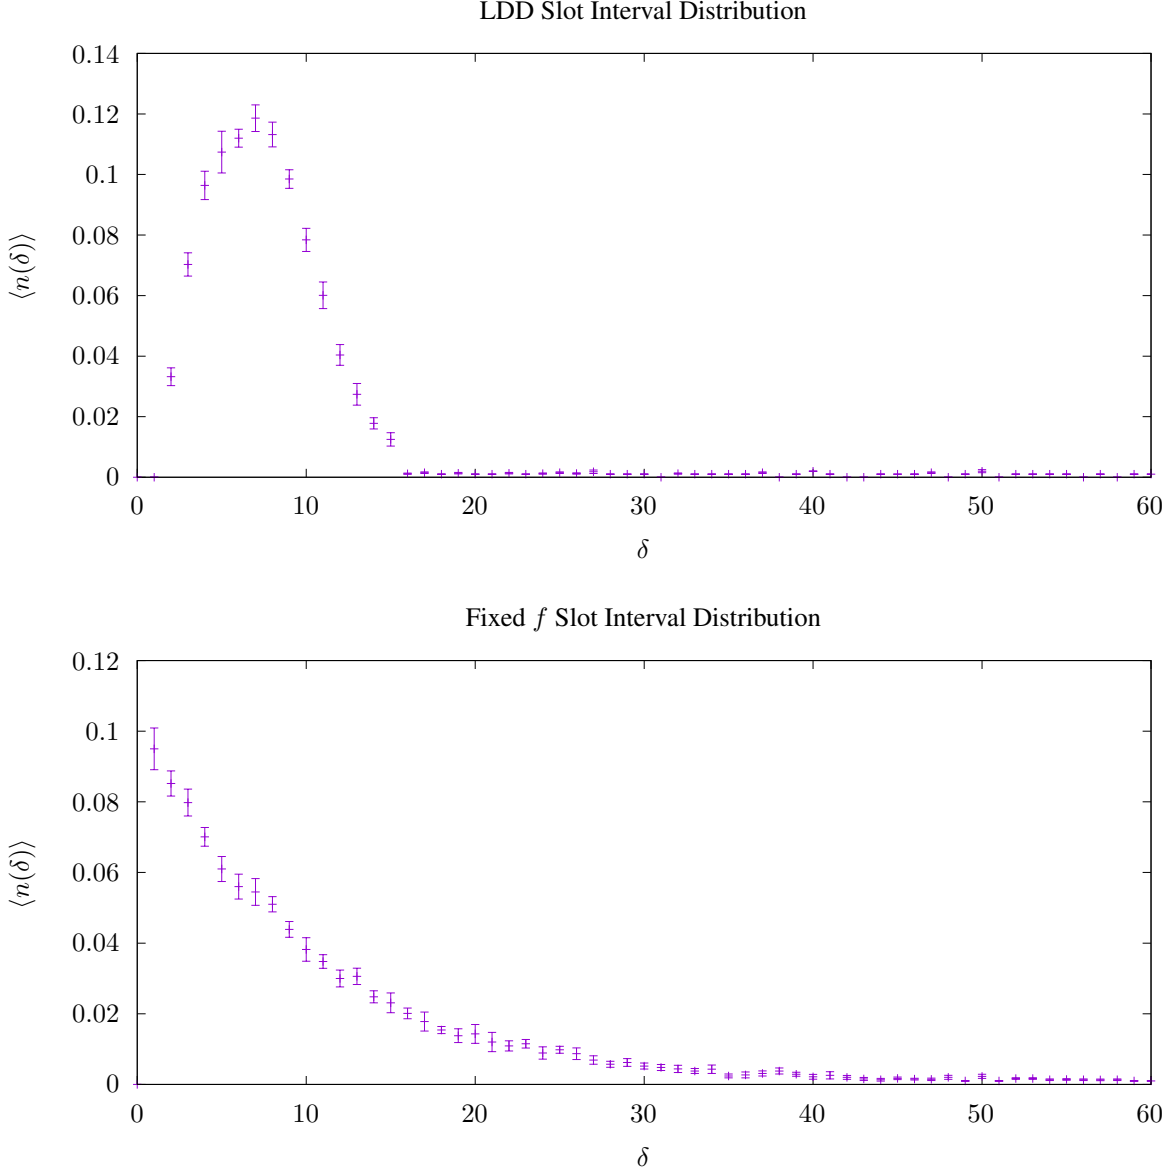 LDD Slot Interval Distribution
0.14
0.12
0.1
0.08
0.06
0.04
0.02
0
⟨n(δ)⟩
0 10 20 30 40 50 60
δ
Fixed f Slot Interval Distribution
0.12
0.1
0.08
0.06
0.04
0.02
0
⟨n(δ)⟩
0 10 20 30 40 50 60
δ